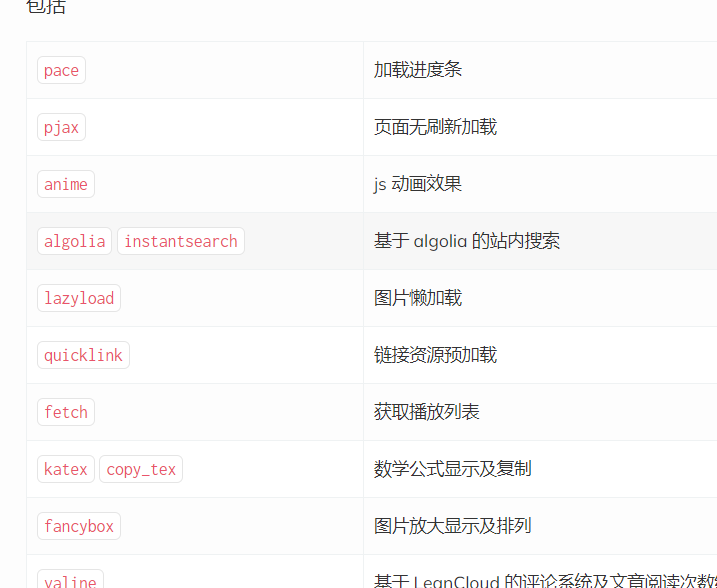 包括
pace 加载进度条
pjax 页面无刷新加载
anime js 动画效果
algolia instantsearch 基于 algolia 的站内搜索
lazyload 图片懒加载
quicklink 链接资源预加载
fetch 获取播放列表
katex copy_tex 数学公式显示及复制
fancybox 图片放大显示及排列
valine 基于 LeanCloud 的评论系统及文章阅读次数